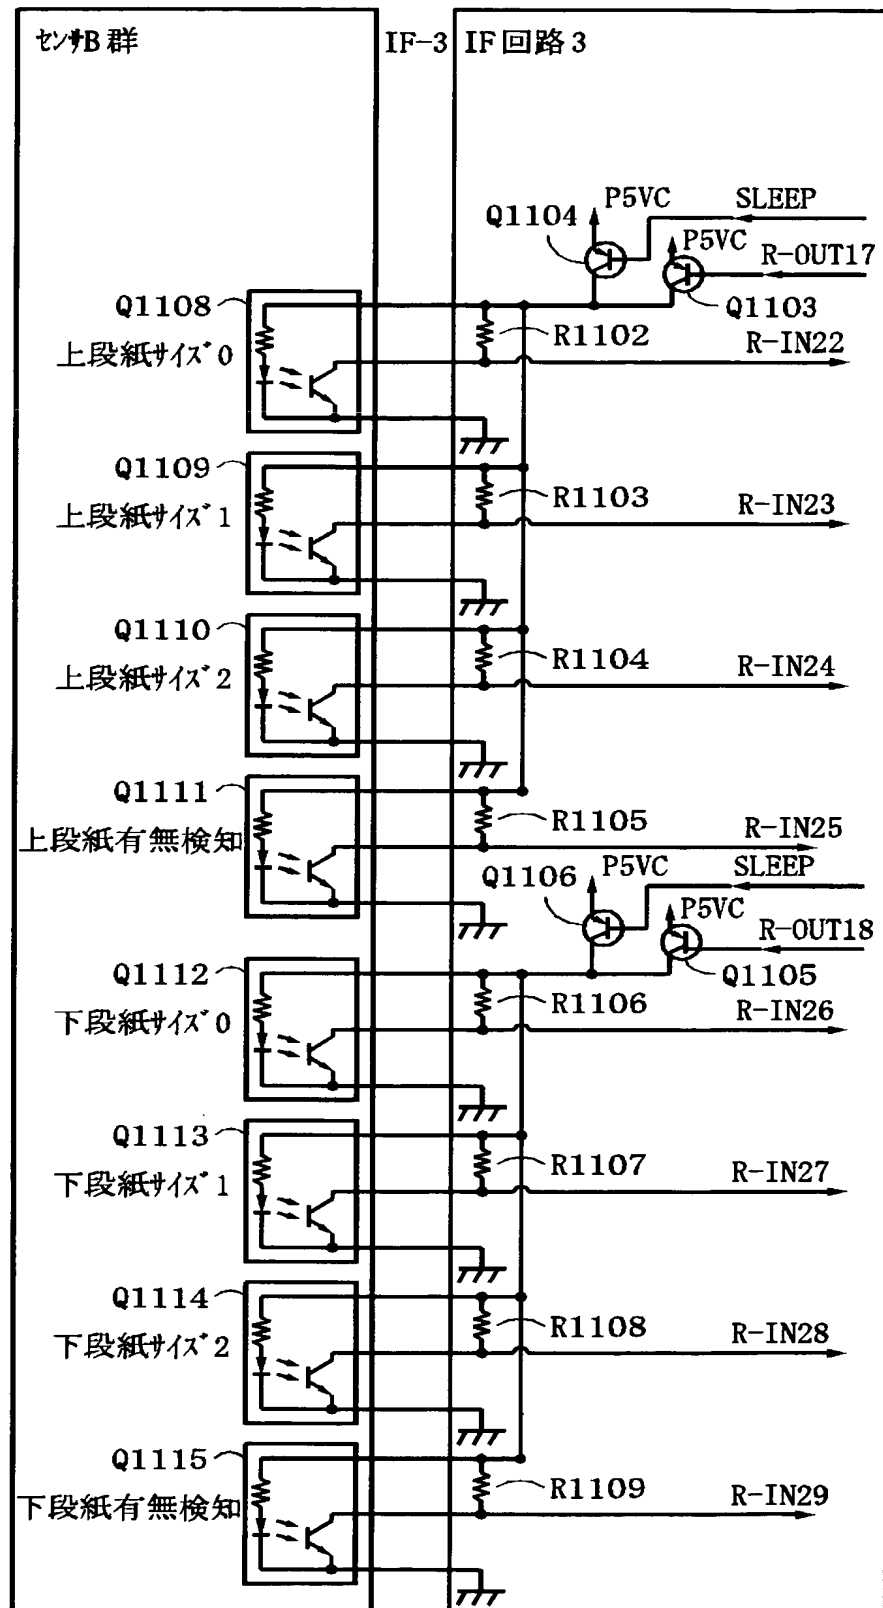 センサB群
IF-3
IF回路3
P5VC
SLEEP
Q1104
P5VC
R-OUT17
Q1103
Q1108
上段紙サイズ0
R1102
R-IN22
Q1109
上段紙サイズ1
R1103
R-IN23
Q1110
上段紙サイズ2
R1104
R-IN24
Q1111
上段紙有無検知
R1105
R-IN25
Q1106
P5VC
SLEEP
P5VC
R-OUT18
Q1105
Q1112
下段紙サイズ0
R1106
R-IN26
Q1113
下段紙サイズ1
R1107
R-IN27
Q1114
下段紙サイズ2
R1108
R-IN28
Q1115
下段紙有無検知
R1109
R-IN29